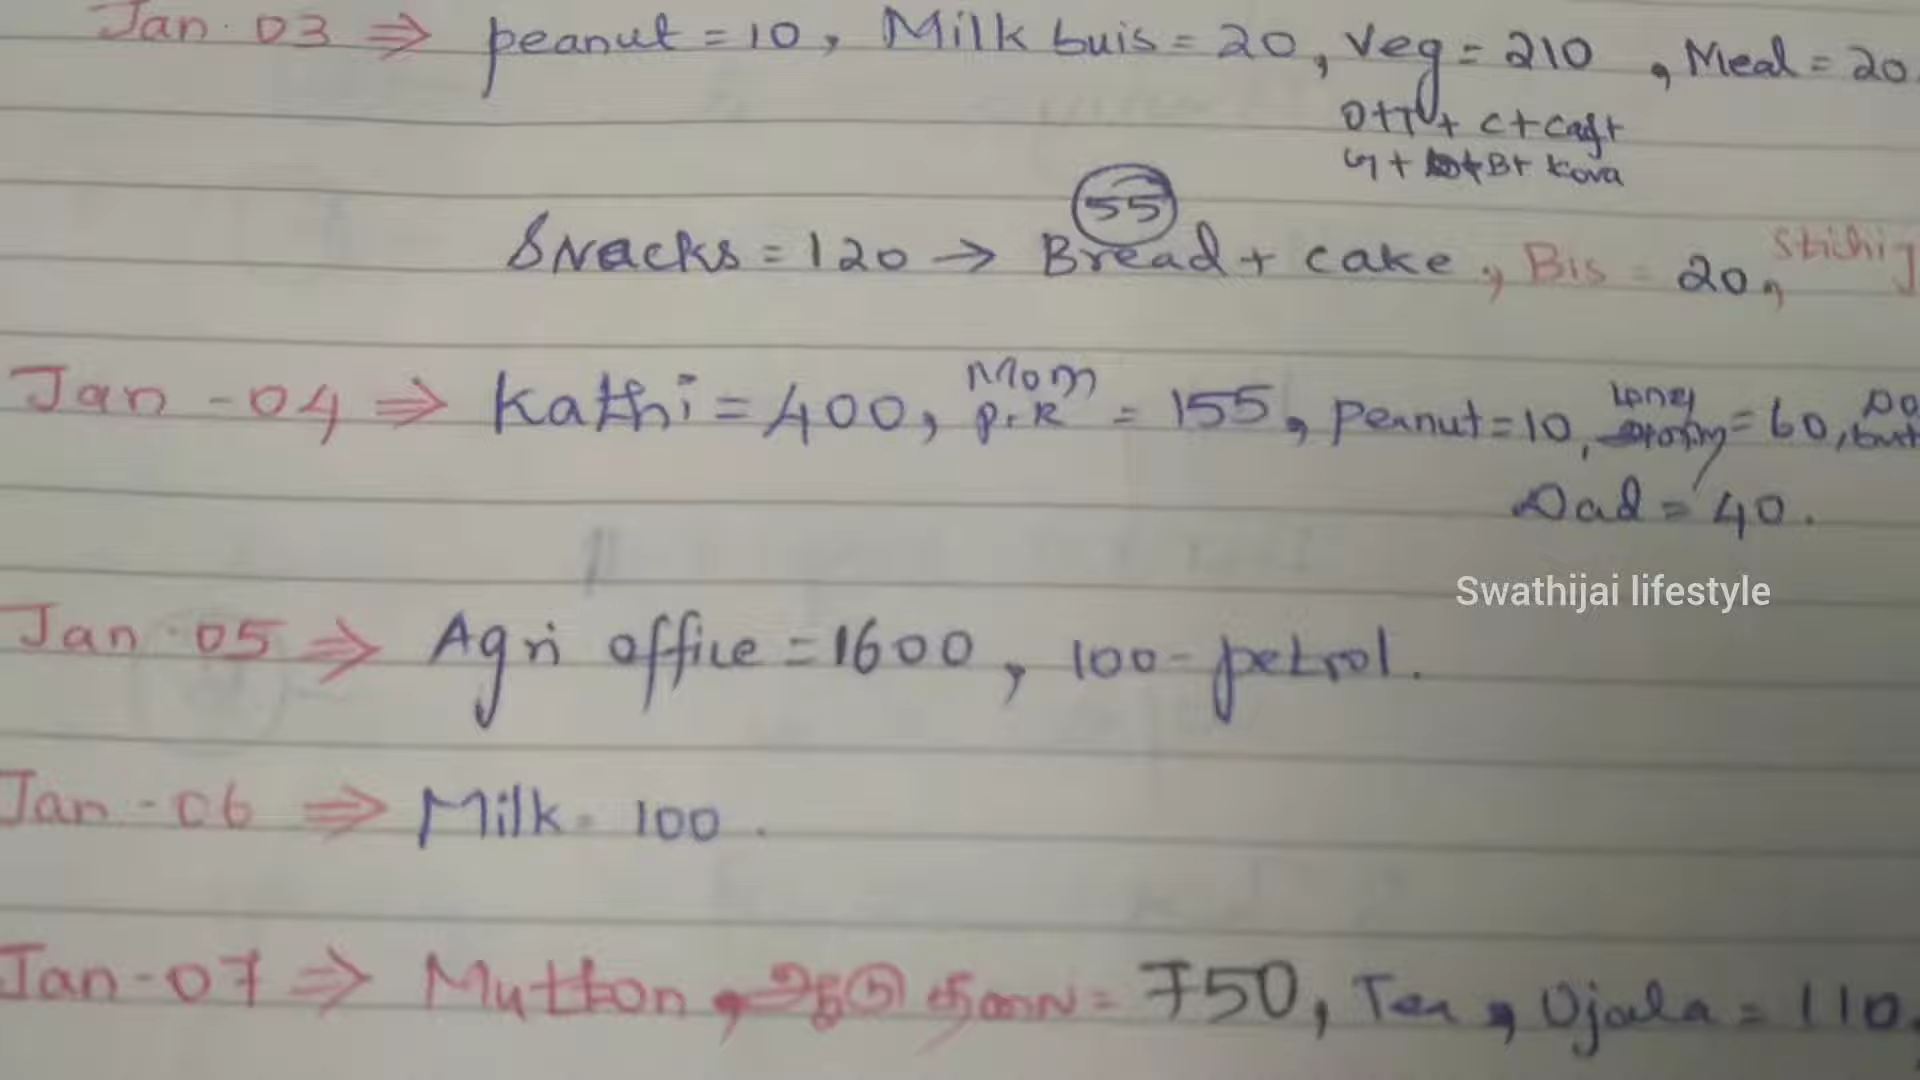 Jan 03 ⇒ peanut = 10, Milk buis = 20, Veg = 210, Meal = 20
O+T+ C+
G+ B+ Kova
55
Snacks = 120 → Bread + cake, Bis = 20, Stichi
Jan - 04 ⇒ Kathi = 400, Mom P.R = 155, Peanut = 10, = 60,
Dad = 40.
Swathijai lifestyle
Jan 05 ⇒ Agri office = 1600, 100 - petrol.
Jan - 06 ⇒ Milk = 100.
Jan - 07 ⇒ Mutton, = 750, Tea, Ujala = 110,